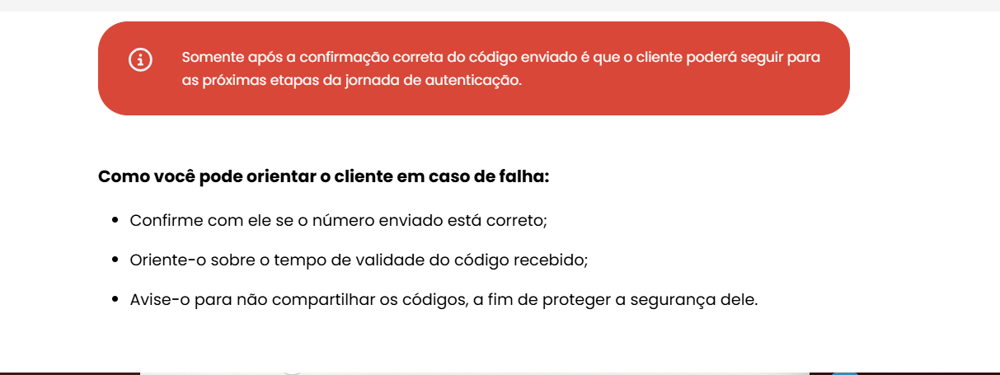 Somente após a confirmação correta do código enviado é que o cliente poderá seguir para
as próximas etapas da jornada de autenticação.
Como você pode orientar o cliente em caso de falha:
• Confirme com ele se o número enviado está correto;
• Oriente-o sobre o tempo de validade do código recebido;
• Avise-o para não compartilhar os códigos, a fim de proteger a segurança dele.